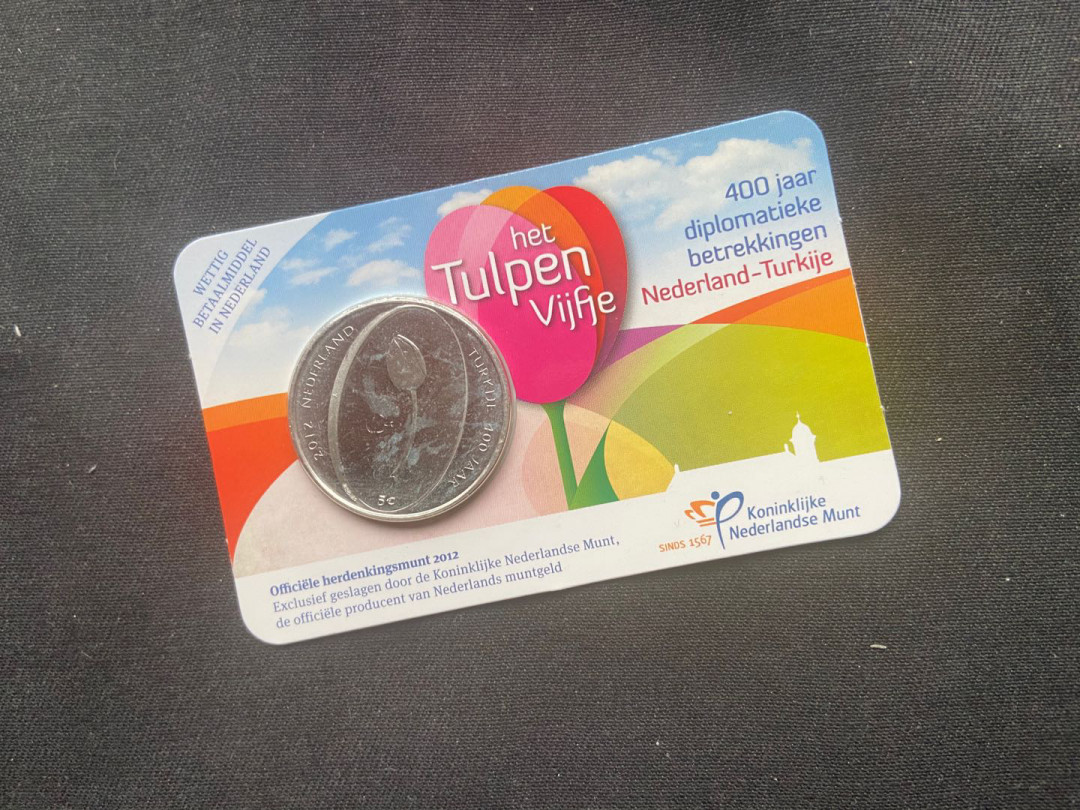 WETTIG
BETAALMIDDEL
IN NEDERLAND
het
Tulpen
Vijfje
400 jaar
diplomatieke
betrekkingen
Nederland-Turkije
2012 NEDERLAND
TURKIJE 400 JAAR
5€
Officiële herdenkingsmunt 2012
Exclusief geslagen door de Koninklijke Nederlandse Munt,
de officiële producent van Nederlands muntgeld
SINDS 1567
Koninklijke
Nederlandse Munt